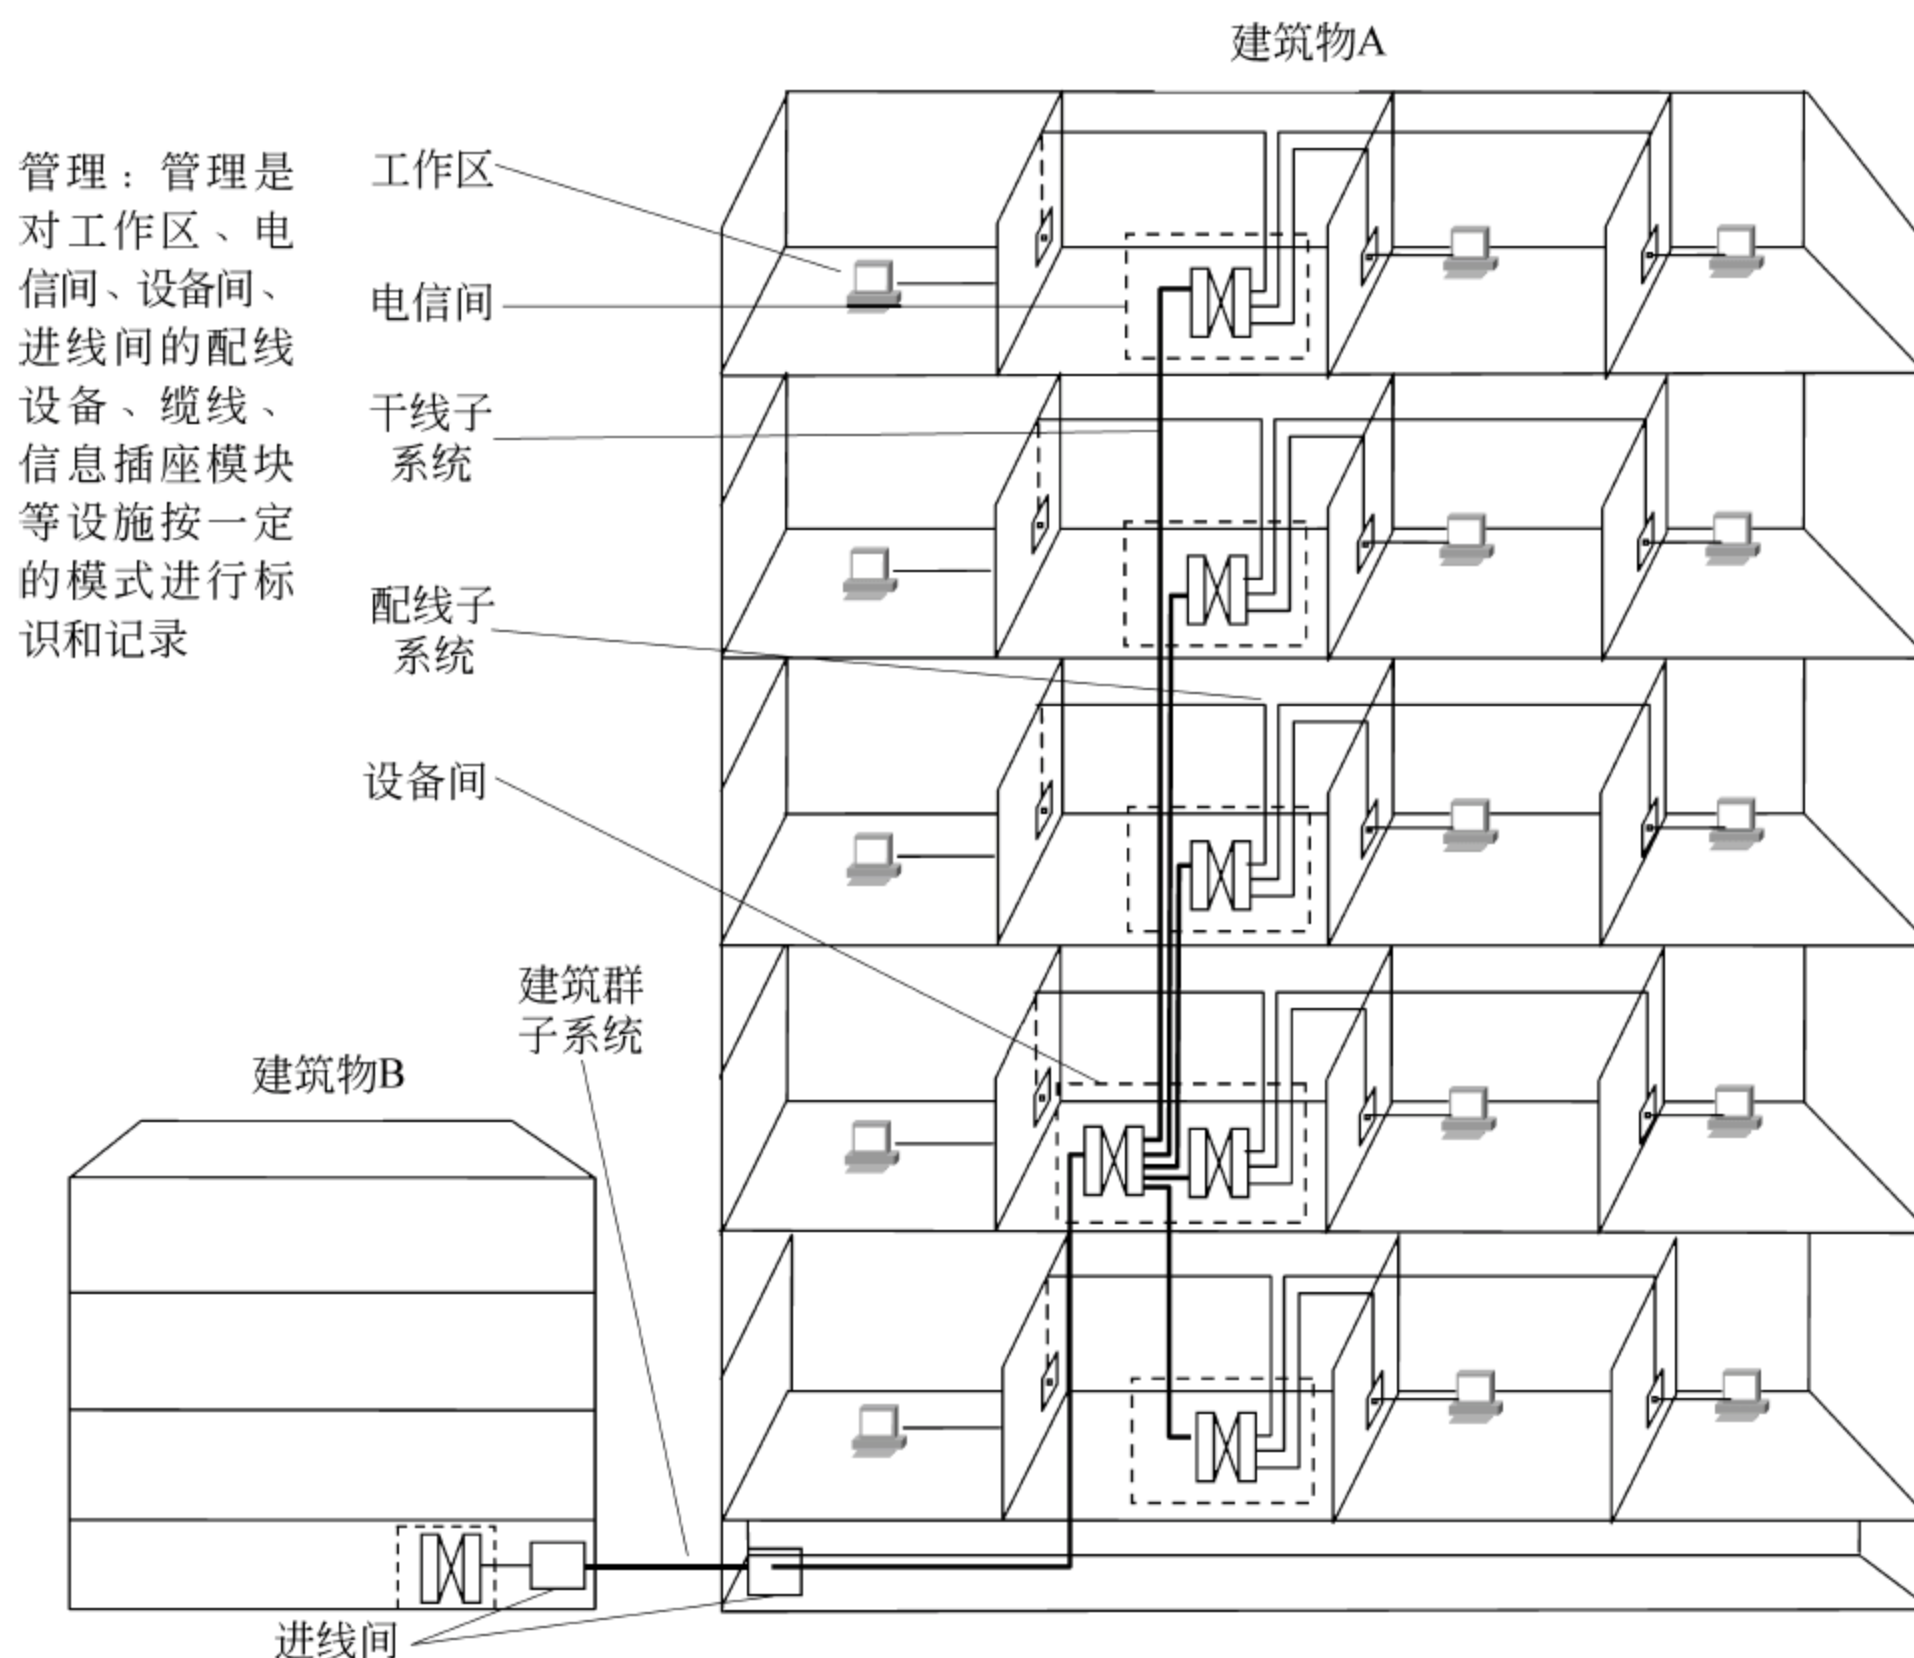 建筑物A
管理：管理是
对工作区、电
信间、设备间、
进线间的配线
设备、缆线、
信息插座模块
等设施按一定
的模式进行标
识和记录
工作区
电信间
干线子
系统
配线子
系统
设备间
建筑群
子系统
建筑物B
进线间